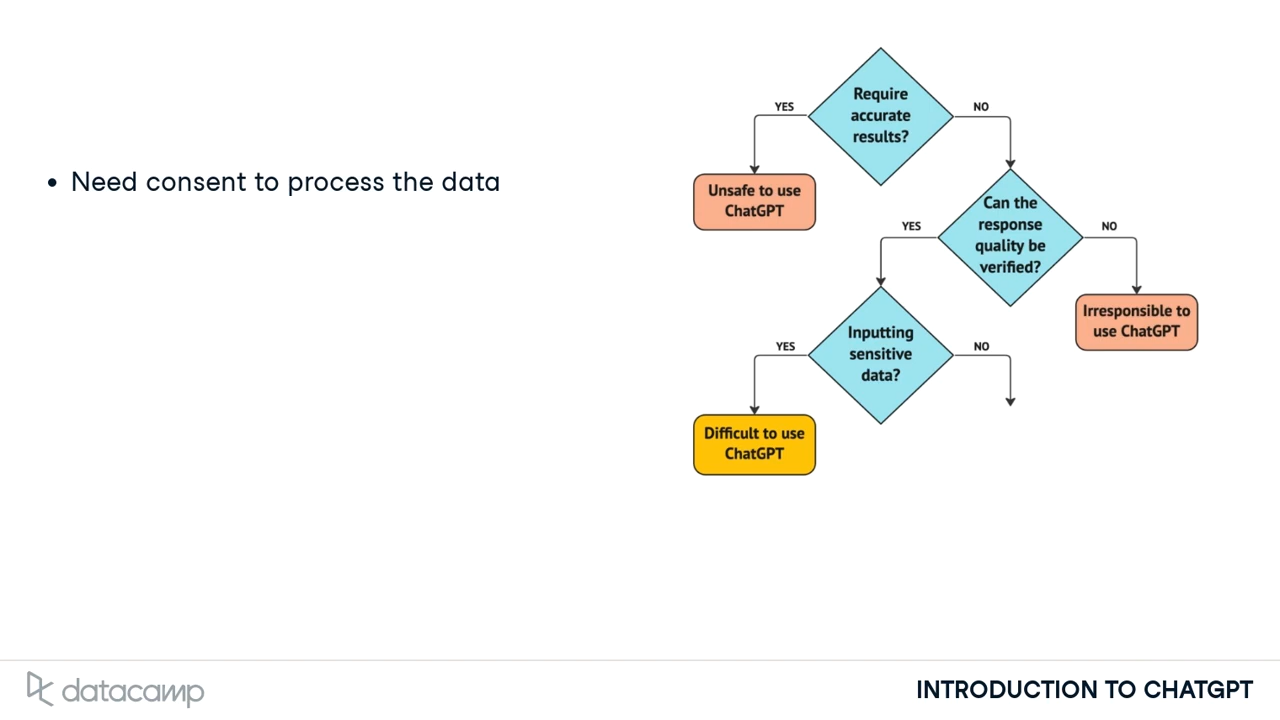 • Need consent to process the data
Require
accurate
results?
YES
NO
Unsafe to use
ChatGPT
Can the
response
quality be
verified?
YES
NO
Irresponsible to
use ChatGPT
Inputting
sensitive
data?
YES
NO
Difficult to use
ChatGPT
datacamp
INTRODUCTION TO CHATGPT